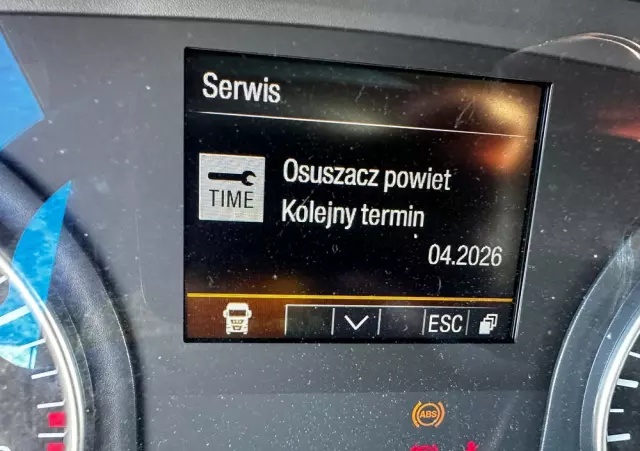 Serwis
TIME
Osuszacz powiet
Kolejny termin
04.2026
ESC
ABS